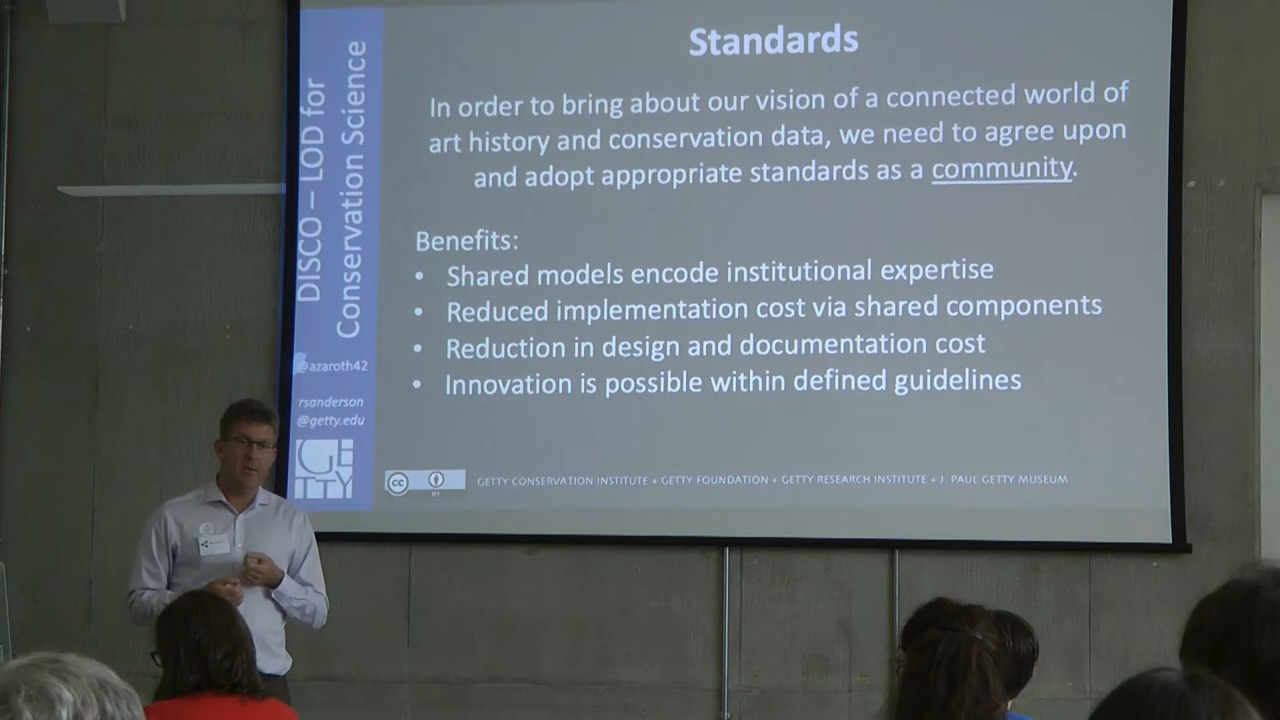 DISCO – LOD for
Conservation Science
@azaroth42
rsanderson
@getty.edu
GETTY
Standards
In order to bring about our vision of a connected world of
art history and conservation data, we need to agree upon
and adopt appropriate standards as a community.
Benefits:
• Shared models encode institutional expertise
• Reduced implementation cost via shared components
• Reduction in design and documentation cost
• Innovation is possible within defined guidelines
cc
BY
GETTY CONSERVATION INSTITUTE + GETTY FOUNDATION + GETTY RESEARCH INSTITUTE + J. PAUL GETTY MUSEUM